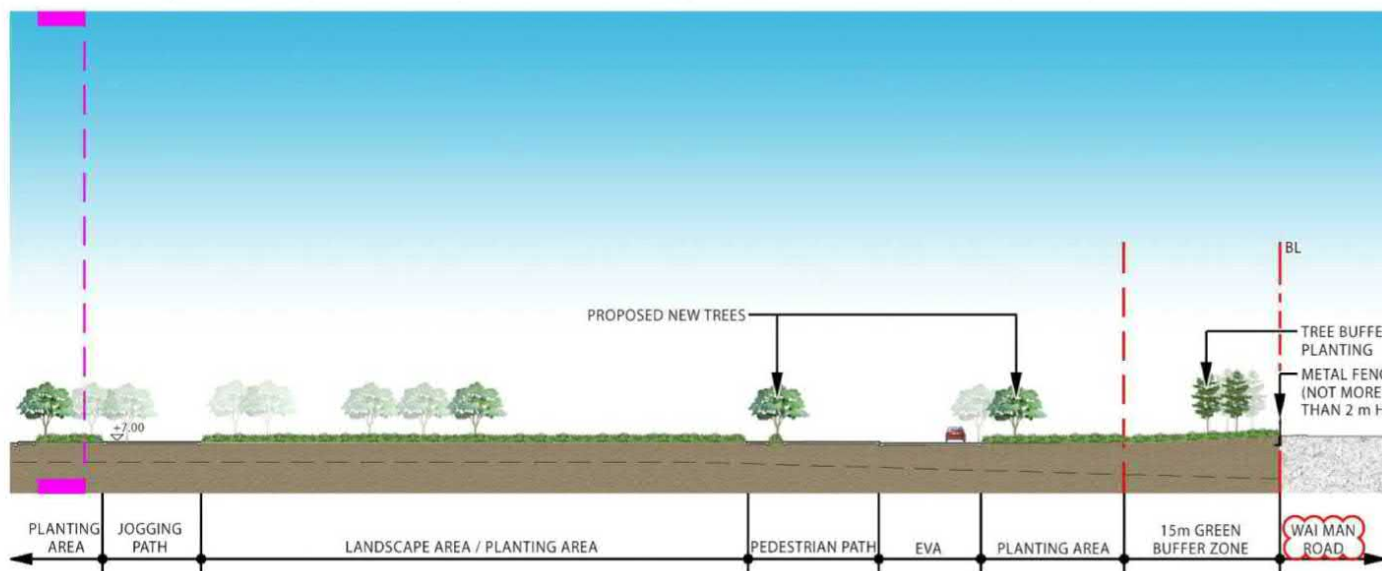 BL
PROPOSED NEW TREES
TREE BUFFE
PLANTING
METAL FENC
(NOT MORE
THAN 2 m H
+7.00
PLANTING
AREA
JOGGING
PATH
LANDSCAPE AREA / PLANTING AREA
PEDESTRIAN PATH
EVA
PLANTING AREA
15m GREEN
BUFFER ZONE
WAI MAN
ROAD